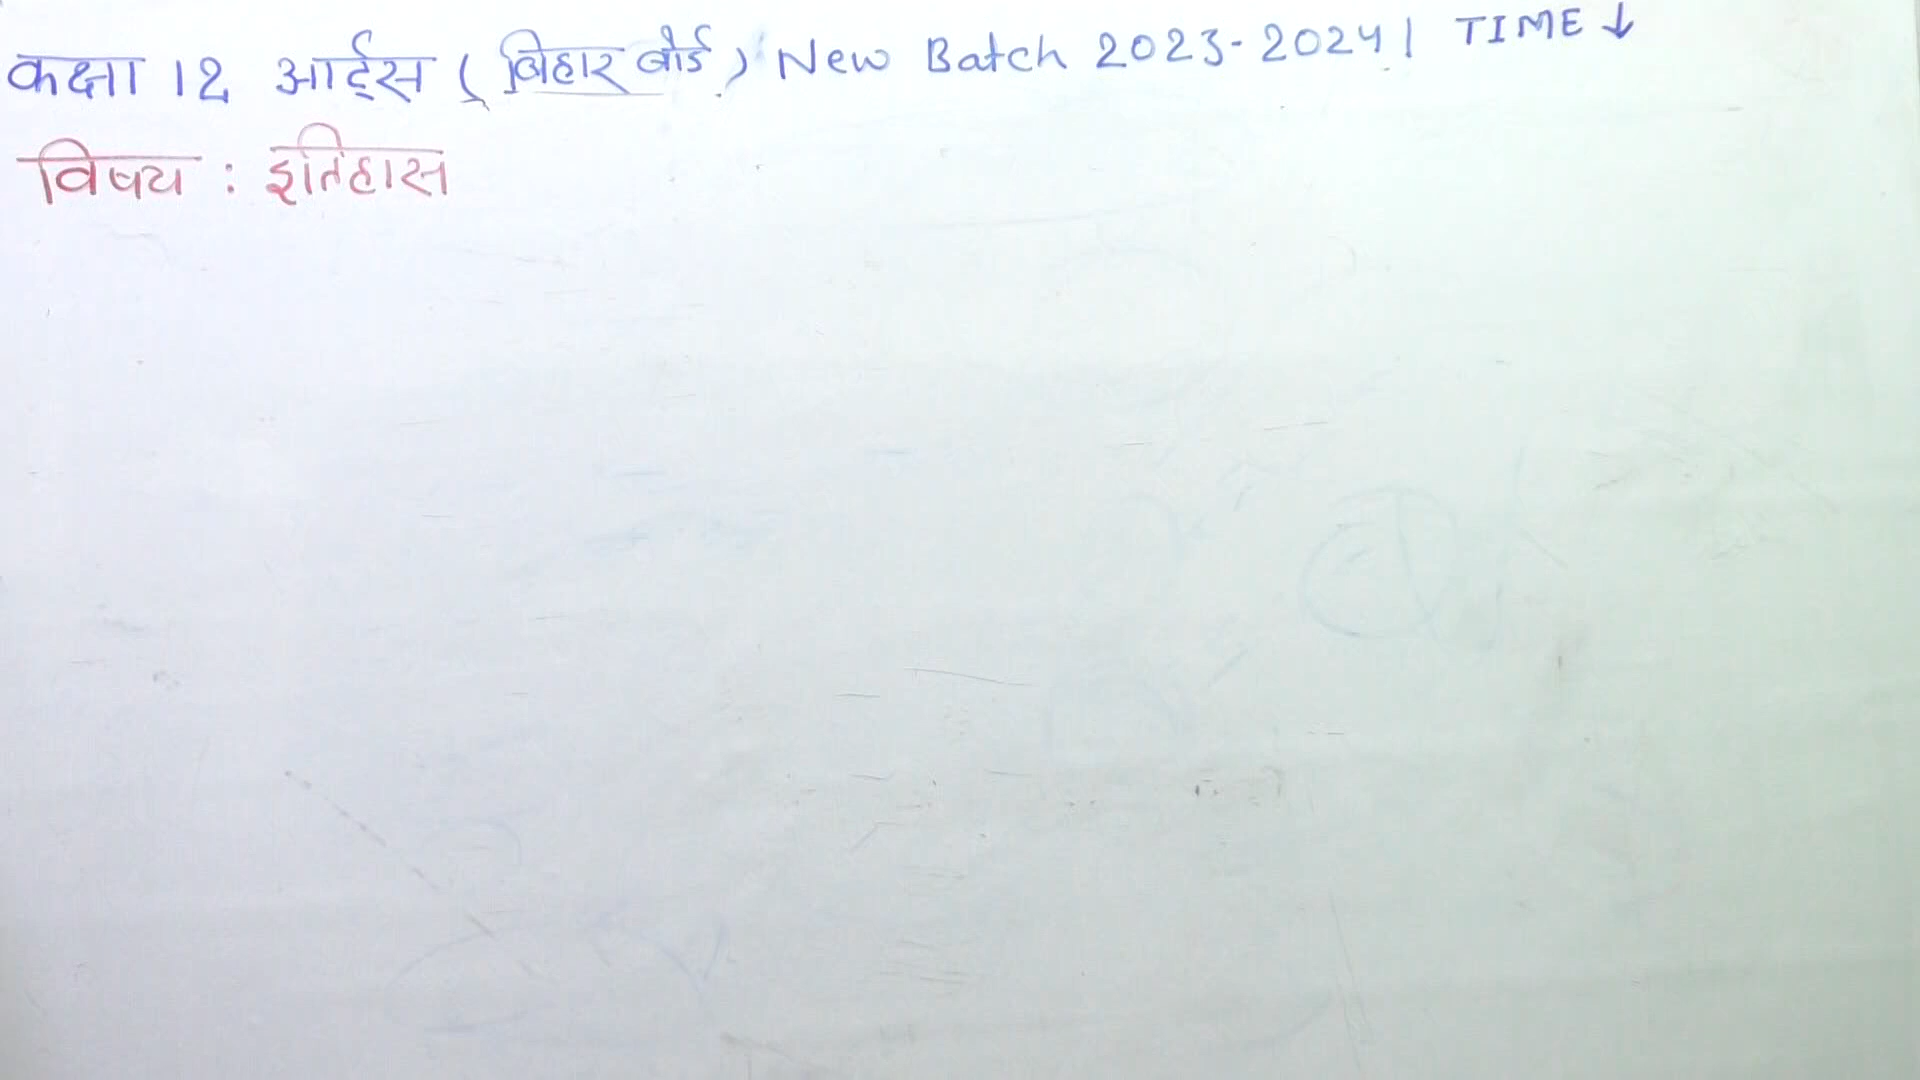 कक्षा 12 आर्ट्स (बिहार बोर्ड) New Batch 2023-2024 | TIME ↓
विषय : इतिहास